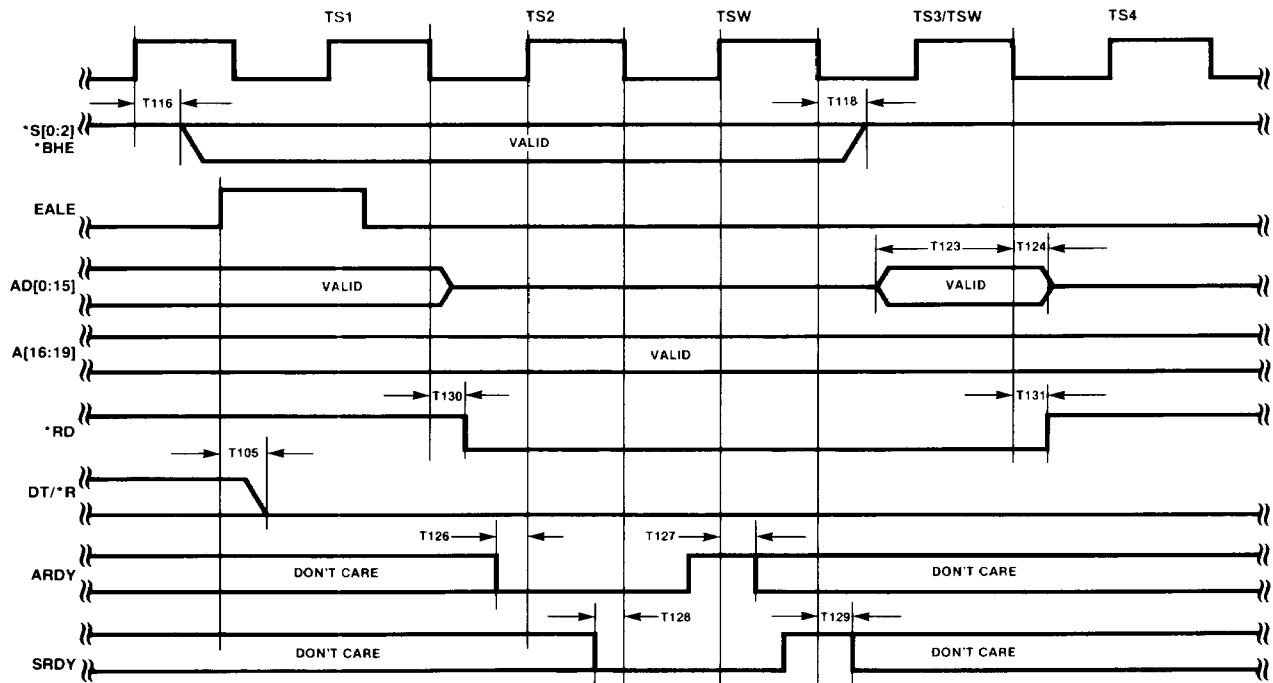 TS1 TS2 TSW TS3/TSW TS4
T116 T118
*S[0:2]
*BHE
VALID
EALE
T123 T124
AD[0:15] VALID VALID
A[16:19] VALID
T130 T131
*RD
T105
DT/*R
T126 T127
ARDY DON'T CARE DON'T CARE
T128 T129
SRDY DON'T CARE DON'T CARE